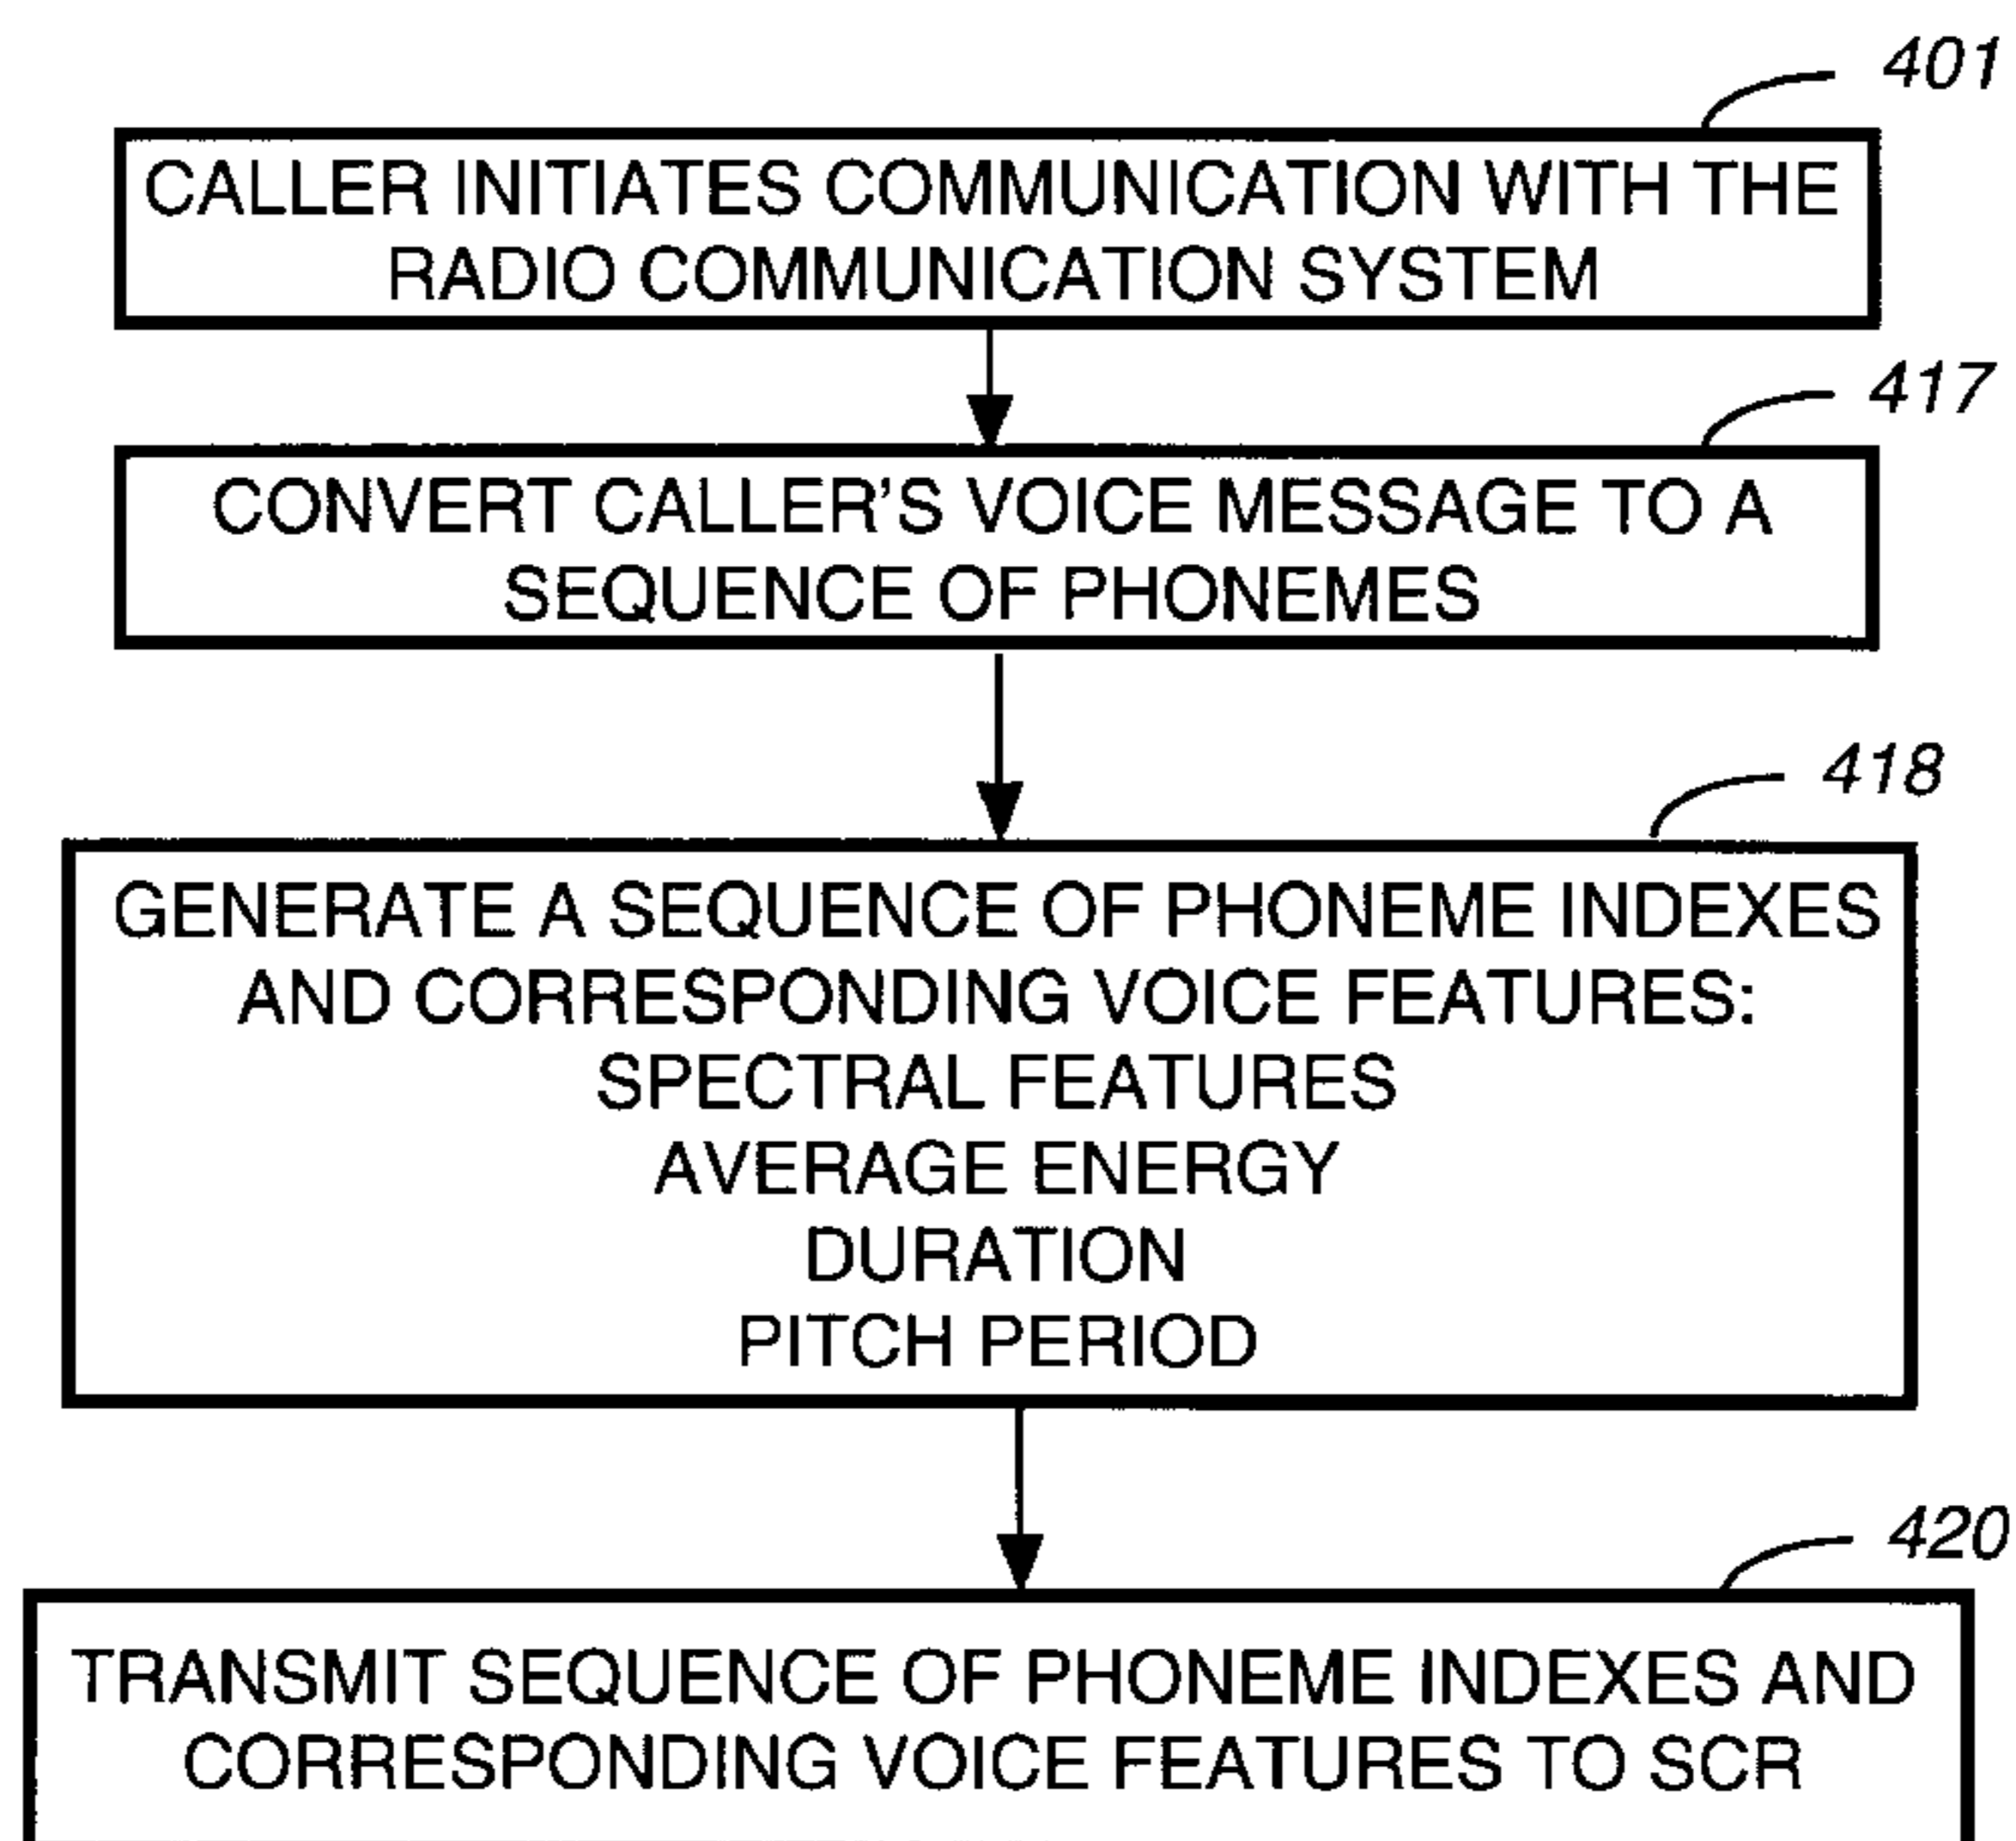 401
CALLER INITIATES COMMUNICATION WITH THE
RADIO COMMUNICATION SYSTEM
417
CONVERT CALLER'S VOICE MESSAGE TO A
SEQUENCE OF PHONEMES
418
GENERATE A SEQUENCE OF PHONEME INDEXES
AND CORRESPONDING VOICE FEATURES:
SPECTRAL FEATURES
AVERAGE ENERGY
DURATION
PITCH PERIOD
420
TRANSMIT SEQUENCE OF PHONEME INDEXES AND
CORRESPONDING VOICE FEATURES TO SCR